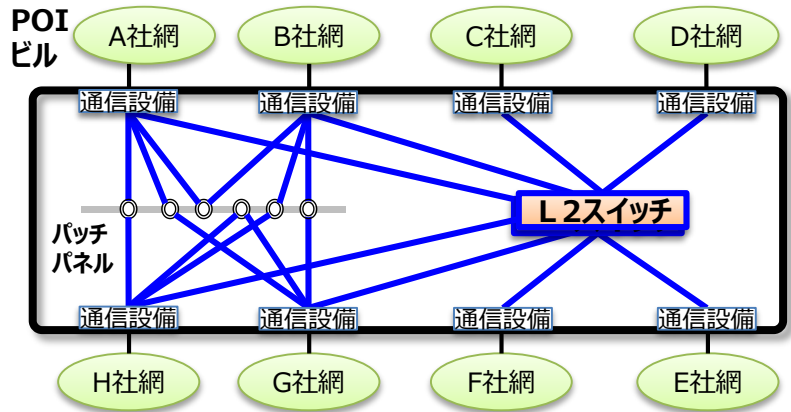 POI
ビル
A社網
B社網
C社網
D社網
通信設備
通信設備
通信設備
通信設備
パッチ
パネル
L2スイッチ
通信設備
通信設備
通信設備
通信設備
H社網
G社網
F社網
E社網